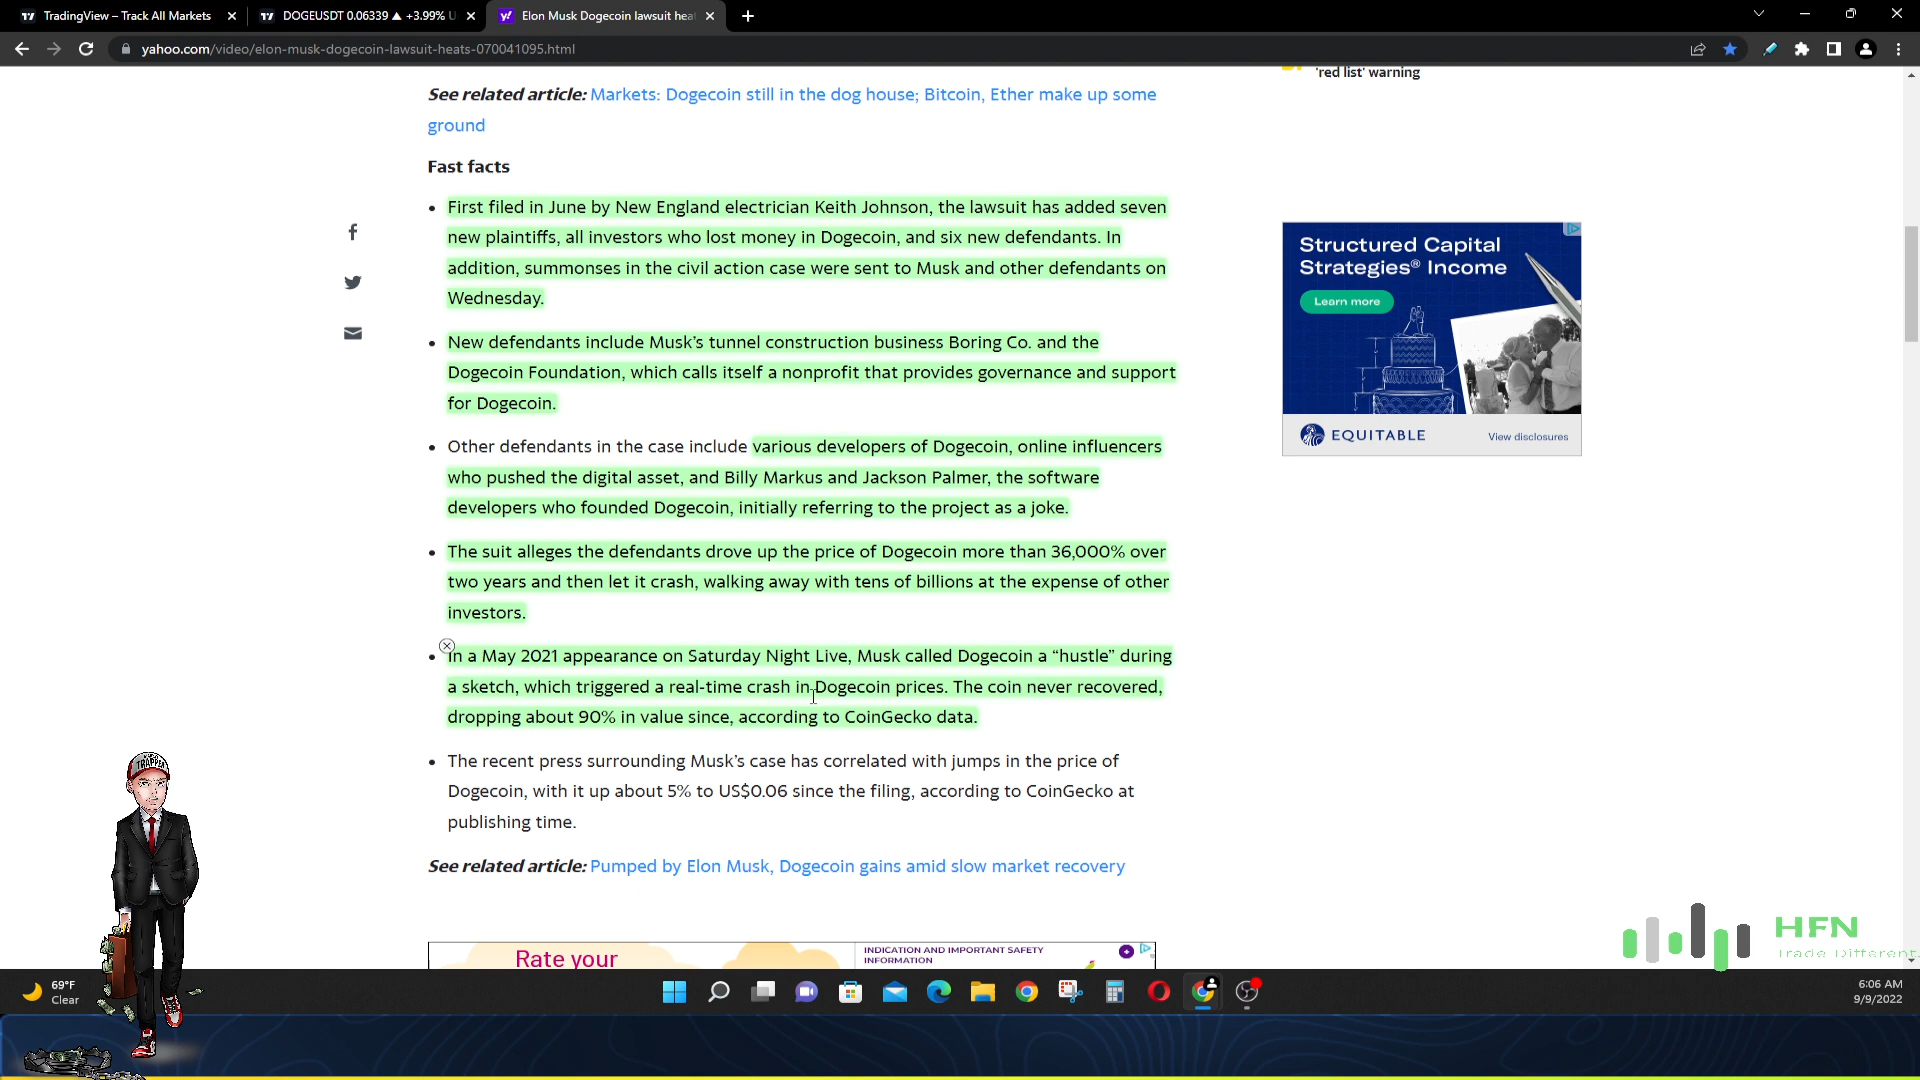 TradingView – Track All Markets
DOGEUSDT 0.06339 ▲ +3.99% U
Elon Musk Dogecoin lawsuit hea
yahoo.com/video/elon-musk-dogecoin-lawsuit-heats-070041095.html
'red list' warning
See related article: Markets: Dogecoin still in the dog house; Bitcoin, Ether make up some
ground
Fast facts
• First filed in June by New England electrician Keith Johnson, the lawsuit has added seven
new plaintiffs, all investors who lost money in Dogecoin, and six new defendants. In
addition, summonses in the civil action case were sent to Musk and other defendants on
Wednesday.
• New defendants include Musk's tunnel construction business Boring Co. and the
Dogecoin Foundation, which calls itself a nonprofit that provides governance and support
for Dogecoin.
• Other defendants in the case include various developers of Dogecoin, online influencers
who pushed the digital asset, and Billy Markus and Jackson Palmer, the software
developers who founded Dogecoin, initially referring to the project as a joke.
• The suit alleges the defendants drove up the price of Dogecoin more than 36,000% over
two years and then let it crash, walking away with tens of billions at the expense of other
investors.
• In a May 2021 appearance on Saturday Night Live, Musk called Dogecoin a “hustle” during
a sketch, which triggered a real-time crash in Dogecoin prices. The coin never recovered,
dropping about 90% in value since, according to CoinGecko data.
• The recent press surrounding Musk's case has correlated with jumps in the price of
Dogecoin, with it up about 5% to US$0.06 since the filing, according to CoinGecko at
publishing time.
See related article: Pumped by Elon Musk, Dogecoin gains amid slow market recovery
Structured Capital
Strategies® Income
Learn more
EQUITABLE
View disclosures
Rate your
INDICATION AND IMPORTANT SAFETY
INFORMATION
TRAPPER
HFN
Trade Different.
69°F
Clear
6:06 AM
9/9/2022